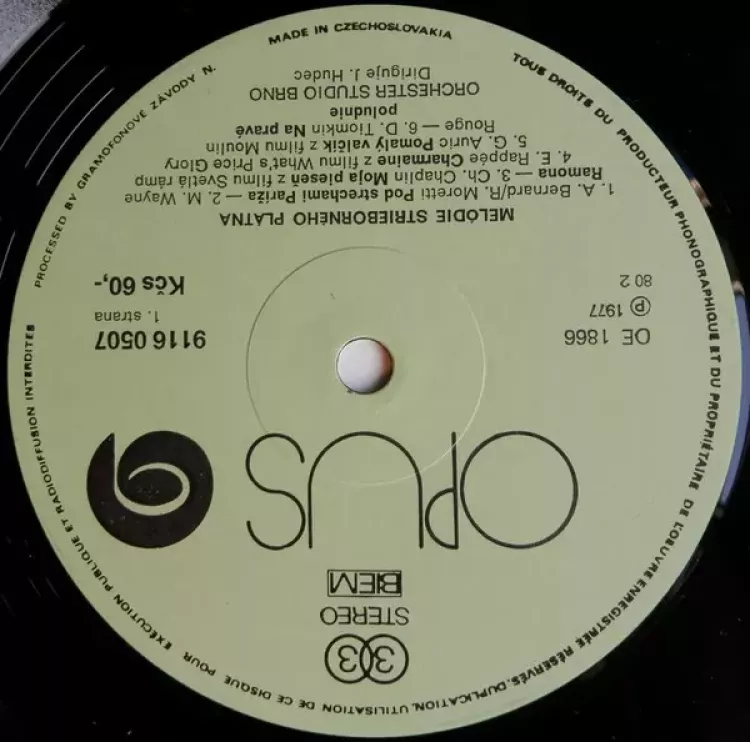 33
STEREO
BIEM
OPUS
OE 1866
Ⓟ 1977
80 2
9116 0507
1. strana
Kčs 60,-
MELÓDIE STRIEBORNÉHO PLÁTNA
1. A. Bernard/R. Moretti Pod strechami Paríža — 2. M. Wayne
Ramona — 3. Ch. Chaplin Moja pieseň z filmu Svetlá rámp
4. E. Rappée Charmaine z filmu What's Price Glory
5. G. Auric Pomalý valčík z filmu Moulin
Rouge — 6. D. Tiomkin Na pravé
poludnie
ORCHESTER STUDIO BRNO
Diriguje J. Hudec
TOUS DROITS DU PRODUCTEUR PHONOGRAPHIQUE ET DU PROPRIÉTAIRE DE L'OEUVRE ENREGISTRÉE RÉSERVÉS. DUPLICATION, UTILISATION DE CE DISQUE POUR EXÉCUTION PUBLIQUE ET RADIODIFFUSION INTERDITES
PROCESSED BY GRAMOFONOVÉ ZÁVODY N.
MADE IN CZECHOSLOVAKIA